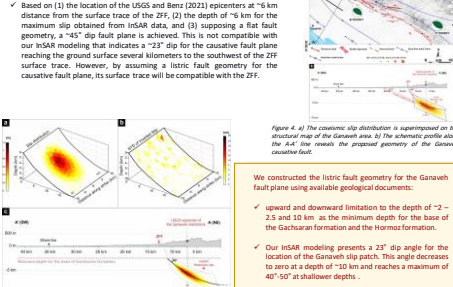 ✓ Based on (1) the location of the USGS and Benz (2021) epicenters at ~6 km
distance from the surface trace of the ZFF, (2) the depth of ~6 km for the
maximum slip obtained from InSAR data, and (3) supposing a flat fault
geometry, a ~45° dip fault plane is achieved. This is not compatible with
our InSAR modeling that indicates a ~23° dip for the causative fault plane
reaching the ground surface several kilometers to the southwest of the ZFF
surface trace. However, by assuming a listric fault geometry for the
causative fault plane, its surface trace will be compatible with the ZFF.
Figure 4. a) The coseismic slip distribution is superimposed on
structural map of the Ganaveh area. b) The schematic profile
the A-A' line reveals the proposed geometry of the
causative fault.
a
Slip distribution
b
c
A' (SW)
ZFF
We constructed the listric fault geometry for the Ganaveh
fault plane using available geological documents:
✓ upward and downward limitation to the depth of ~2 –
2.5 and 10 km as the minimum depth for the base of
the Gachsaran formation and the Hormoz formation.
✓ Our InSAR modeling presents a 23° dip angle for the
location of the Ganaveh slip patch. This angle decreases
to zero at a depth of ~10 km and reaches a maximum of
40°-50° at shallower depths .